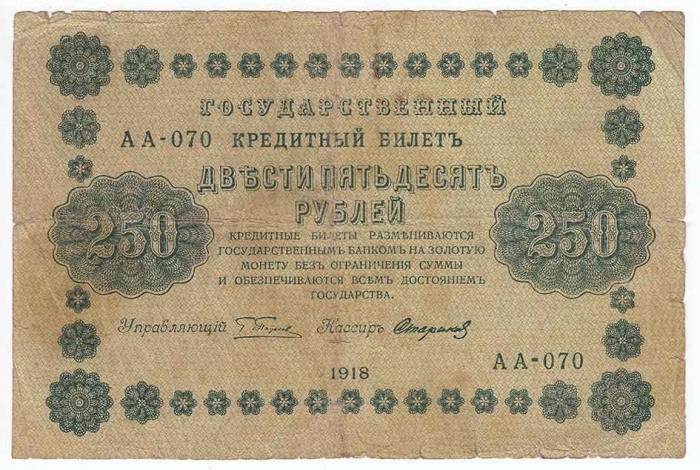 ГОСУДАРСТВЕННЫЙ
АА-070 КРЕДИТНЫЙ БИЛЕТЪ
ДВѢСТИ ПЯТЬДЕСЯТЪ
РУБЛЕЙ
250
250
КРЕДИТНЫЕ БИЛЕТЫ РАЗМѢНИВАЮТСЯ
ГОСУДАРСТВЕННЫМЪ БАНКОМЪ НА ЗОЛОТУЮ
МОНЕТУ БЕЗЪ ОГРАНИЧЕНІЯ СУММЫ
И ОБЕЗПЕЧИВАЮТСЯ ВСѢМЪ ДОСТОЯНІЕМЪ
ГОСУДАРСТВА.
Управляющій Кассиръ
АА-070
1918